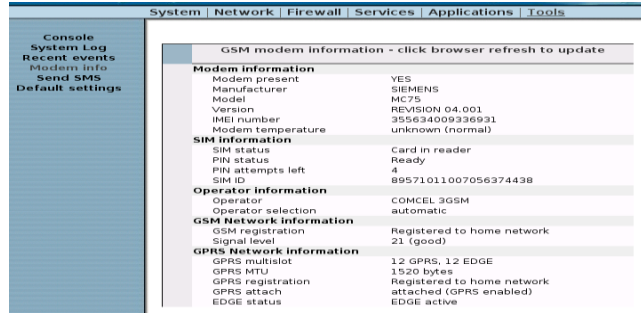 System | Network | Firewall | Services | Applications | Tools
Console
System Log
Recent events
Modem info
Send SMS
Default settings
GSM modem information - click browser refresh to update
Modem information
Modem present YES
Manufacturer SIEMENS
Model MC75
Version REVISION 04.001
IMEI number 355634009336931
Modem temperature unknown (normal)
SIM information
SIM status Card in reader
PIN status Ready
PIN attempts left 4
SIM ID 89571011007056374438
Operator information
Operator COMCEL 3GSM
Operator selection automatic
GSM Network information
GSM registration Registered to home network
Signal level 21 (good)
GPRS Network information
GPRS multislot 12 GPRS, 12 EDGE
GPRS MTU 1520 bytes
GPRS registration Registered to home network
GPRS attach attached (GPRS enabled)
EDGE status EDGE active